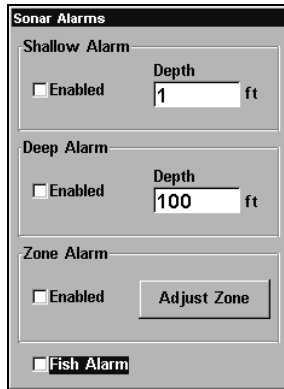 Sonar Alarms
Shallow Alarm
Depth
Enabled
1 ft
Deep Alarm
Depth
Enabled
100 ft
Zone Alarm
Enabled
Adjust Zone
Fish Alarm